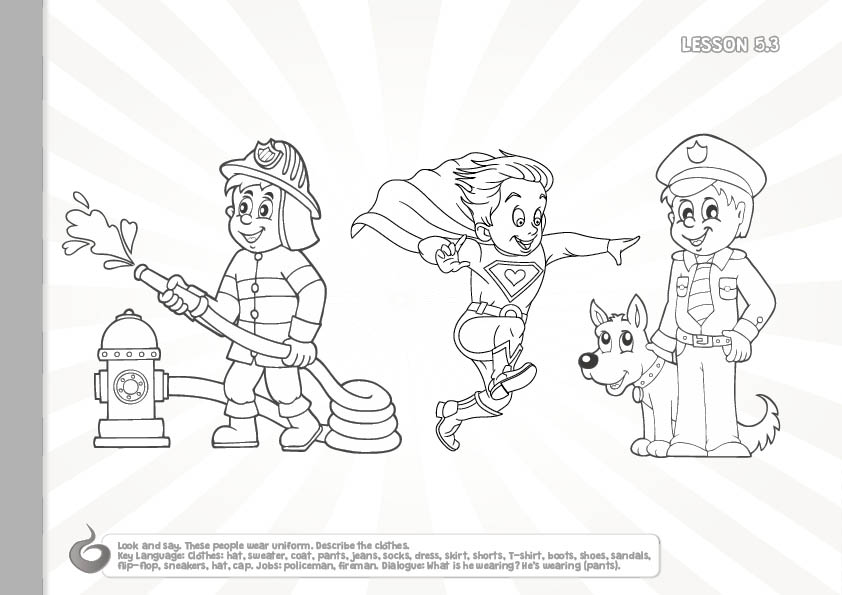 LESSON 5.3
Look and say. These people wear uniform. Describe the clothes.
Key Language: Clothes: hat, sweater, coat, pants, jeans, socks, dress, skirt, shorts, T-shirt, boots, shoes, sandals,
flip-flop, sneakers, hat, cap. Jobs: policeman, fireman. Dialogue: What is he wearing? He's wearing (pants).